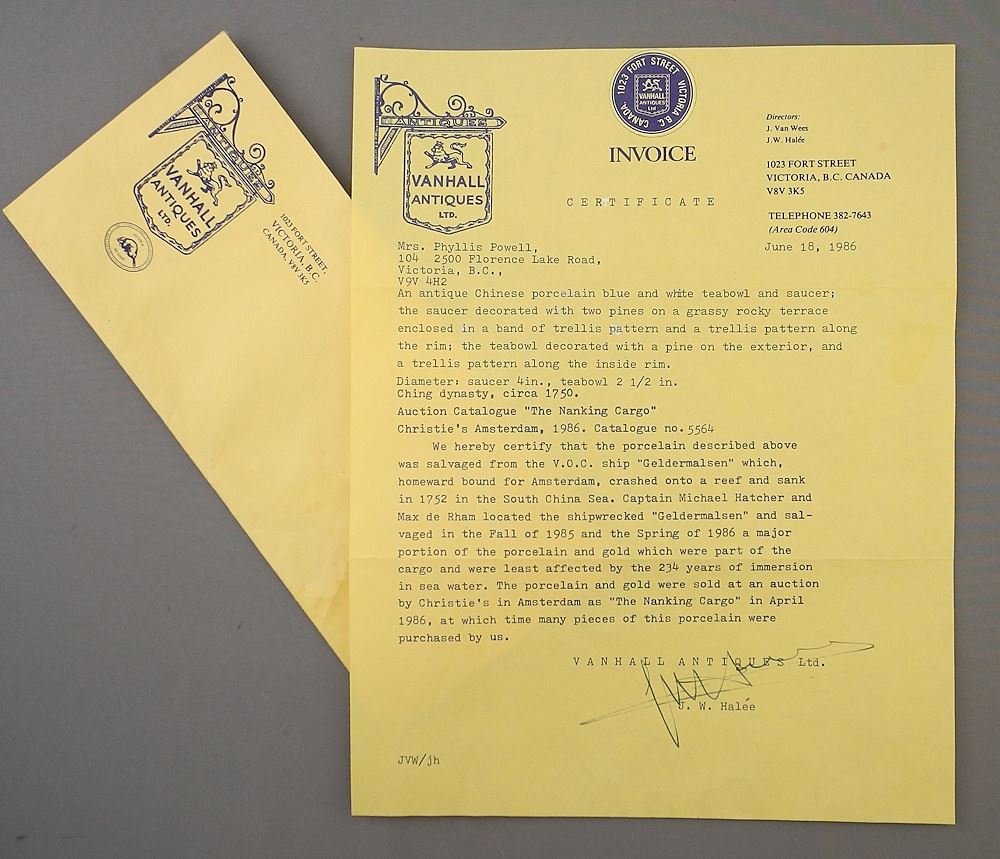 ANTIQUES
VANHALL
ANTIQUES
LTD.
1023 FORT STREET,
VICTORIA, B.C.
CANADA, V8V 3K5
ANTIQUES
VANHALL
ANTIQUES
LTD.
1023 FORT STREET VICTORIA B.C. CANADA.
VANHALL
ANTIQUES
LTD
INVOICE
CERTIFICATE
Directors:
J. Van Wees
J.W. Halée
1023 FORT STREET
VICTORIA, B.C. CANADA
V8V 3K5
TELEPHONE 382-7643
(Area Code 604)
June 18, 1986
Mrs. Phyllis Powell,
104 2500 Florence Lake Road,
Victoria, B.C.,
V9V 4H2
An antique Chinese porcelain blue and white teabowl and saucer;
the saucer decorated with two pines on a grassy rocky terrace
enclosed in a band of trellis pattern and a trellis pattern along
the rim; the teabowl decorated with a pine on the exterior, and
a trellis pattern along the inside rim.
Diameter: saucer 4in., teabowl 2 1/2 in.
Ching dynasty, circa 1750.
Auction Catalogue "The Nanking Cargo"
Christie's Amsterdam, 1986. Catalogue no. 5564
We hereby certify that the porcelain described above
was salvaged from the V.O.C. ship "Geldermalsen" which,
homeward bound for Amsterdam, crashed onto a reef and sank
in 1752 in the South China Sea. Captain Michael Hatcher and
Max de Rham located the shipwrecked "Geldermalsen" and sal-
vaged in the Fall of 1985 and the Spring of 1986 a major
portion of the porcelain and gold which were part of the
cargo and were least affected by the 234 years of immersion
in sea water. The porcelain and gold were sold at an auction
by Christie's in Amsterdam as "The Nanking Cargo" in April
1986, at which time many pieces of this porcelain were
purchased by us.
VANHALL ANTIQUES Ltd.
J. W. Halée
JVW/jh